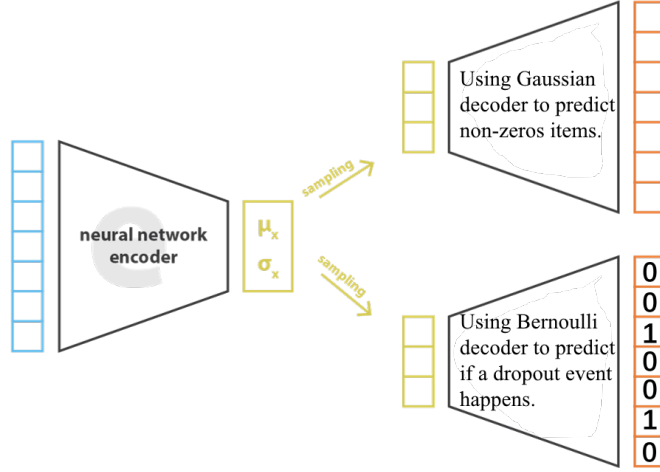 Using Gaussian
decoder to predict
non-zeros items.
sampling
e
neural network
encoder
μx
σx
sampling
Using Bernoulli
decoder to predict
if a dropout event
happens.
0
0
1
0
0
1
0